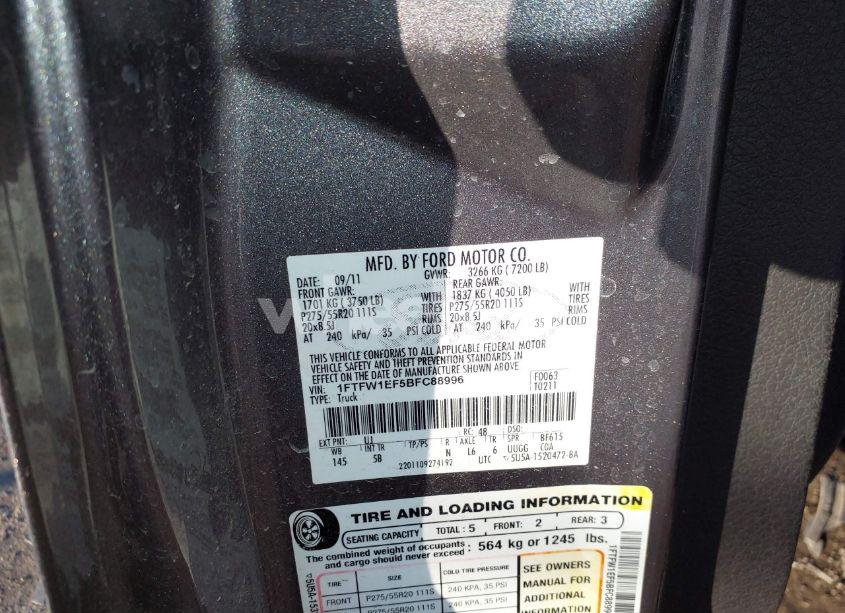 MFD. BY FORD MOTOR CO.
DATE: 09/11 GVWR: 3266 KG ( 7200 LB)
FRONT GAWR: REAR GAWR:
1701 KG ( 3750 LB) WITH 1837 KG ( 4050 LB) WITH
P275/55R20 111S TIRES P275/55R20 111S TIRES
20x8.5J RIMS 20x8.5J RIMS
AT 240 kPa/ 35 PSI COLD AT 240 kPa/ 35 PSI COLD
THIS VEHICLE CONFORMS TO ALL APPLICABLE FEDERAL MOTOR
VEHICLE SAFETY AND THEFT PREVENTION STANDARDS IN
EFFECT ON THE DATE OF MANUFACTURE SHOWN ABOVE.
VIN: 1FTFW1EF5BFC88996 F0063
TYPE: Truck T0211
RC: 48 DSO:
EXT PNT: UJ BF615
WB INT TR TP/PS R AXLE TR SPR
145 5B N L6 6 UUGG
2201109274192 UTC 5U5A-1520472-BA
TIRE AND LOADING INFORMATION
SEATING CAPACITY TOTAL: 5 FRONT: 2 REAR: 3
The combined weight of occupants and cargo should never exceed: 564 kg or 1245 lbs.
TIRE SIZE COLD TIRE PRESSURE
FRONT P275/55R20 111S 240 KPA, 35 PSI
P275/55R20 111S 240 KPA, 35 PSI
SEE OWNERS
MANUAL FOR
ADDITIONAL
INFORMATION